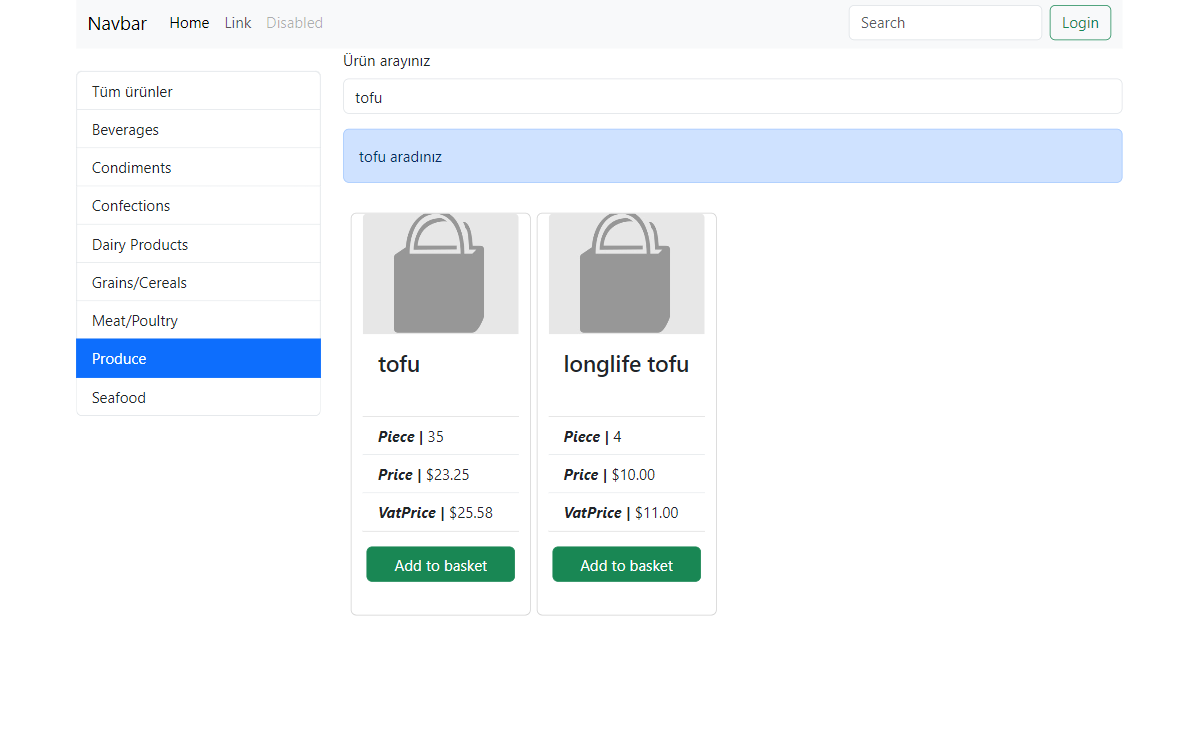 Navbar Home Link Disabled Search Login
Tüm ürünler
Beverages
Condiments
Confections
Dairy Products
Grains/Cereals
Meat/Poultry
Produce
Seafood
Ürün arayınız
tofu
tofu aradınız
tofu
Piece | 35
Price | $23.25
VatPrice | $25.58
Add to basket
longlife tofu
Piece | 4
Price | $10.00
VatPrice | $11.00
Add to basket